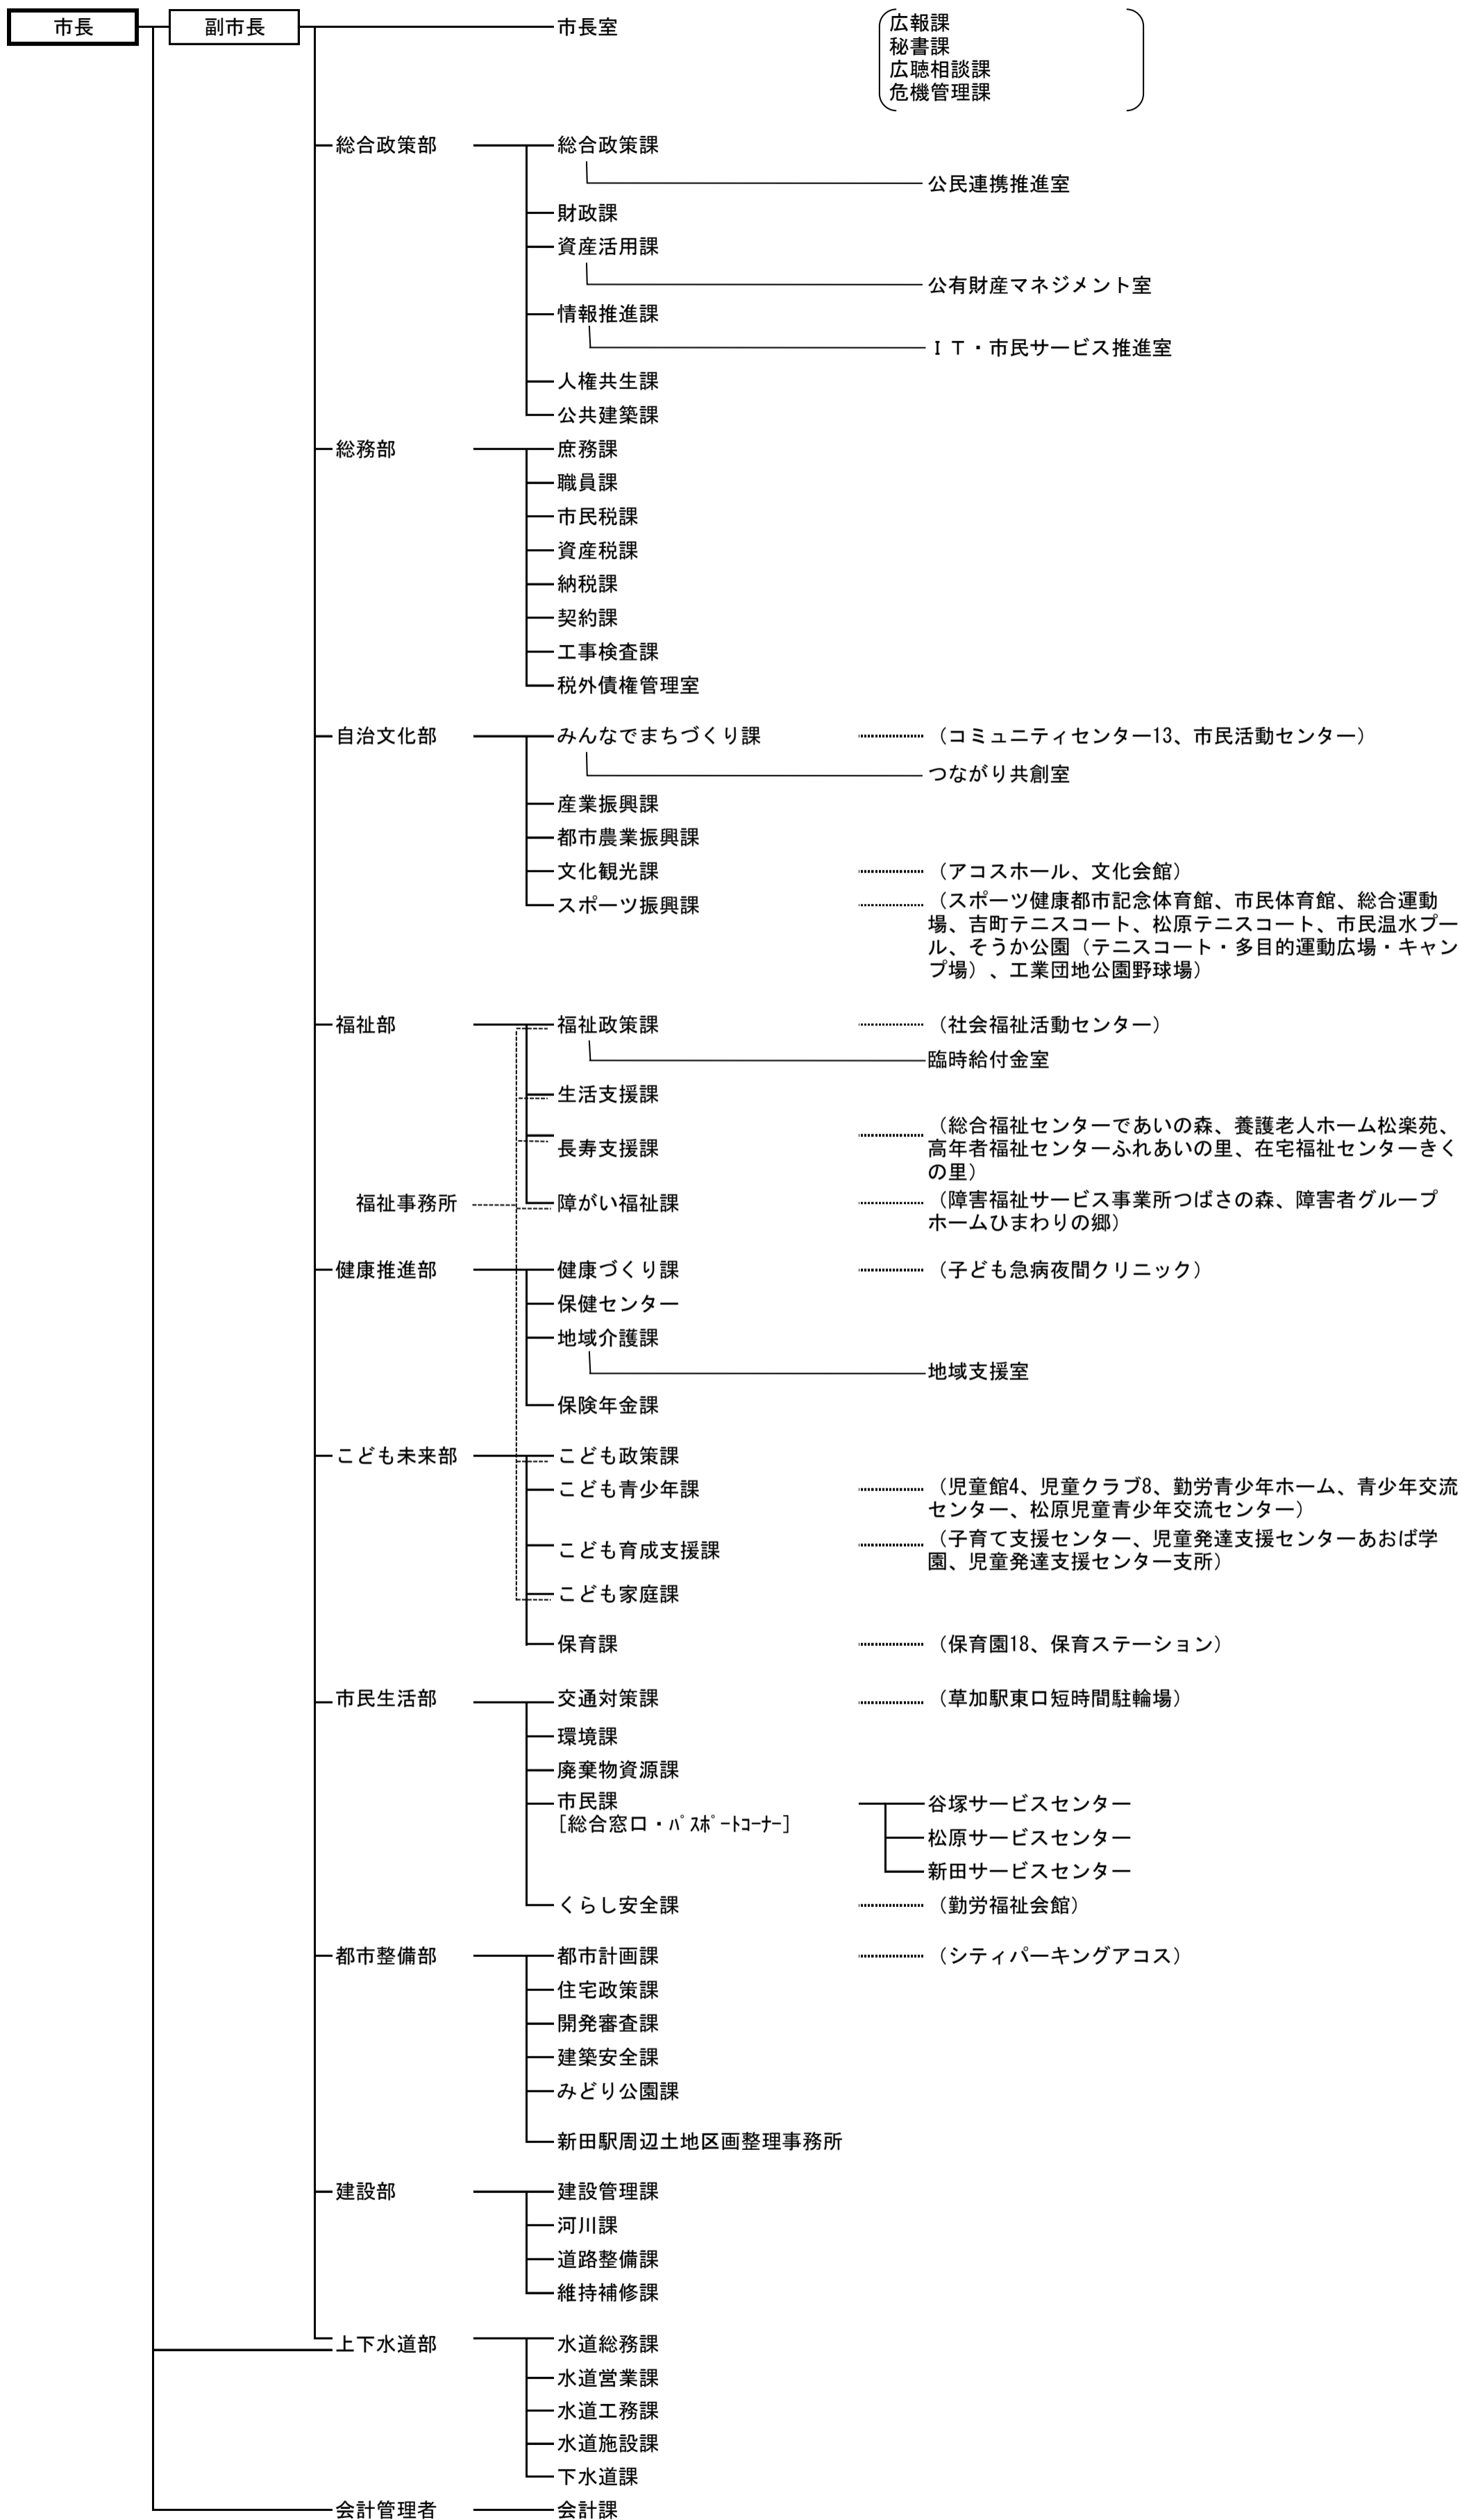 市長 副市長 市長室
広報課
秘書課
広聴相談課
危機管理課
総合政策部 総合政策課
公民連携推進室
財政課
資産活用課
公有財産マネジメント室
情報推進課
ＩＴ・市民サービス推進室
人権共生課
公共建築課
総務部 庶務課
職員課
市民税課
資産税課
納税課
契約課
工事検査課
税外債権管理室
自治文化部 みんなでまちづくり課 （コミュニティセンター13、市民活動センター）
つながり共創室
産業振興課
都市農業振興課
文化観光課 （アコスホール、文化会館）
スポーツ振興課 （スポーツ健康都市記念体育館、市民体育館、総合運動
場、吉町テニスコート、松原テニスコート、市民温水プー
ル、そうか公園（テニスコート・多目的運動広場・キャン
プ場）、工業団地公園野球場）
福祉部 福祉政策課 （社会福祉活動センター）
臨時給付金室
生活支援課
長寿支援課 （総合福祉センターであいの森、養護老人ホーム松楽苑、
高年者福祉センターふれあいの里、在宅福祉センターきく
の里）
福祉事務所 障がい福祉課 （障害福祉サービス事業所つばさの森、障害者グループ
ホームひまわりの郷）
健康推進部 健康づくり課 （子ども急病夜間クリニック）
保健センター
地域介護課
地域支援室
保険年金課
こども未来部 こども政策課
こども青少年課 （児童館4、児童クラブ8、勤労青少年ホーム、青少年交流
センター、松原児童青少年交流センター）
こども育成支援課 （子育て支援センター、児童発達支援センターあおば学
園、児童発達支援センター支所）
こども家庭課
保育課 （保育園18、保育ステーション）
市民生活部 交通対策課 （草加駅東口短時間駐輪場）
環境課
廃棄物資源課
市民課 谷塚サービスセンター
[総合窓口・ﾊﾟｽﾎﾟｰﾄｺｰﾅｰ]
松原サービスセンター
新田サービスセンター
くらし安全課 （勤労福祉会館）
都市整備部 都市計画課 （シティパーキングアコス）
住宅政策課
開発審査課
建築安全課
みどり公園課
新田駅周辺土地区画整理事務所
建設部 建設管理課
河川課
道路整備課
維持補修課
上下水道部 水道総務課
水道営業課
水道工務課
水道施設課
下水道課
会計管理者 会計課